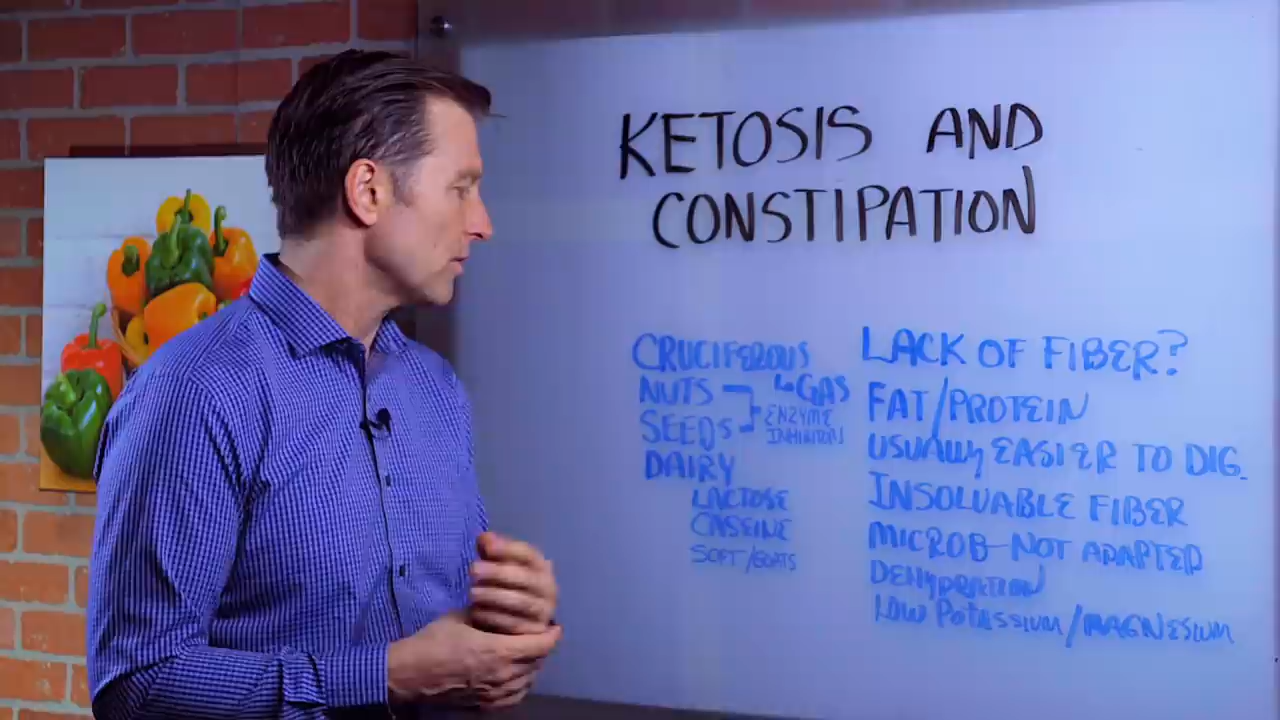 KETOSIS AND
CONSTIPATION
CRUCIFEROUS
↳GAS
NUTS
SEEDS
ENZYME
INHIBITORS
DAIRY
LACTOSE
CASEINE
SOFT/GOATS
LACK OF FIBER?
FAT/PROTEIN
USUALLY EASIER TO DIG.
INSOLUABLE FIBER
MICROB-NOT ADAPTED
DEHYDRATION
LOW POTASSIUM/MAGNESIUM